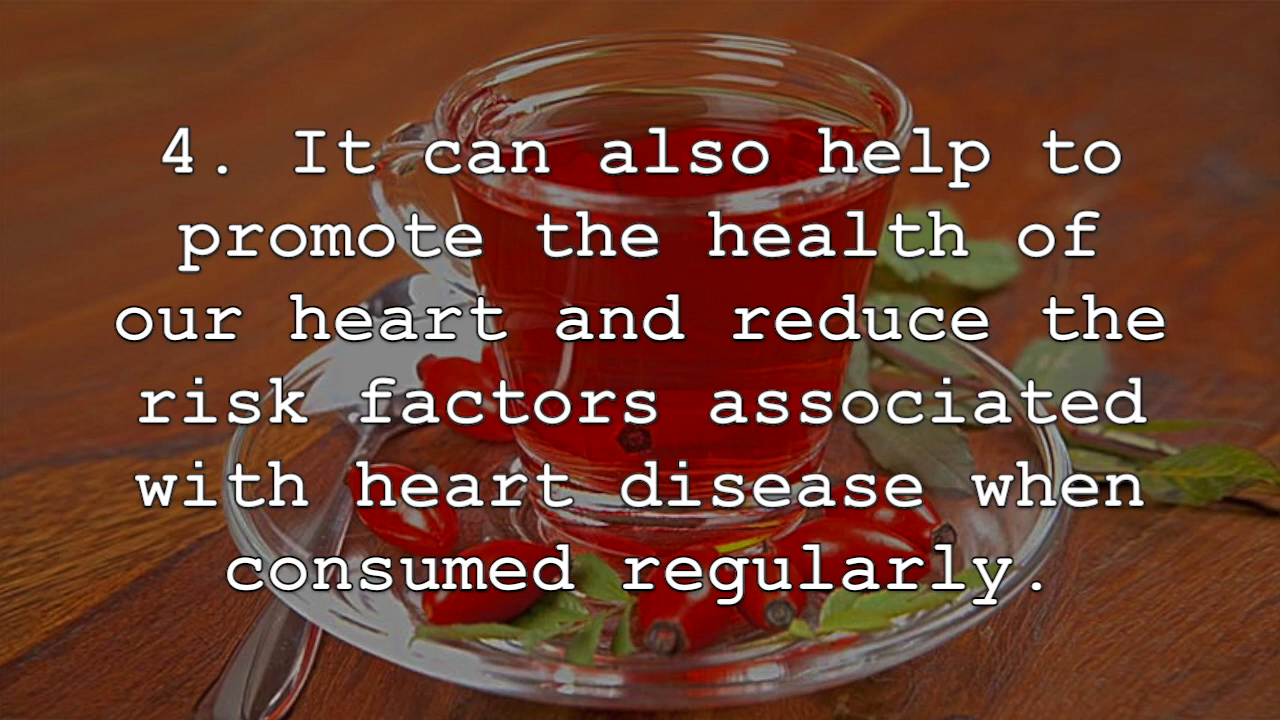 4. It can also help to
promote the health of
our heart and reduce the
risk factors associated
with heart disease when
consumed regularly.